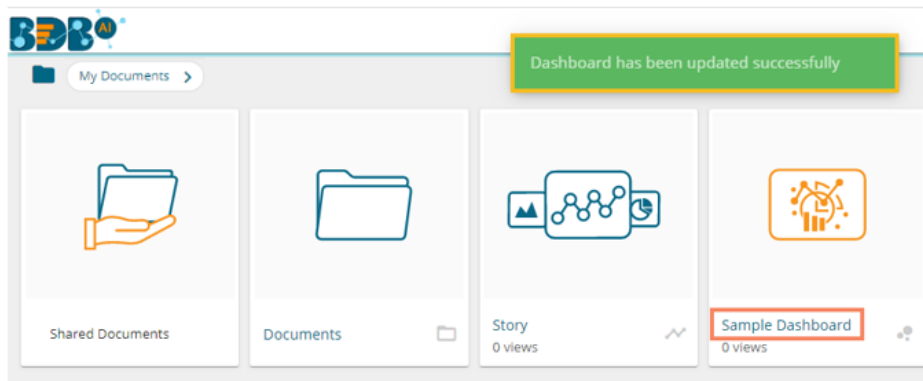 BDB AI
Dashboard has been updated successfully
My Documents
Shared Documents
Documents
Story
0 views
Sample Dashboard
0 views